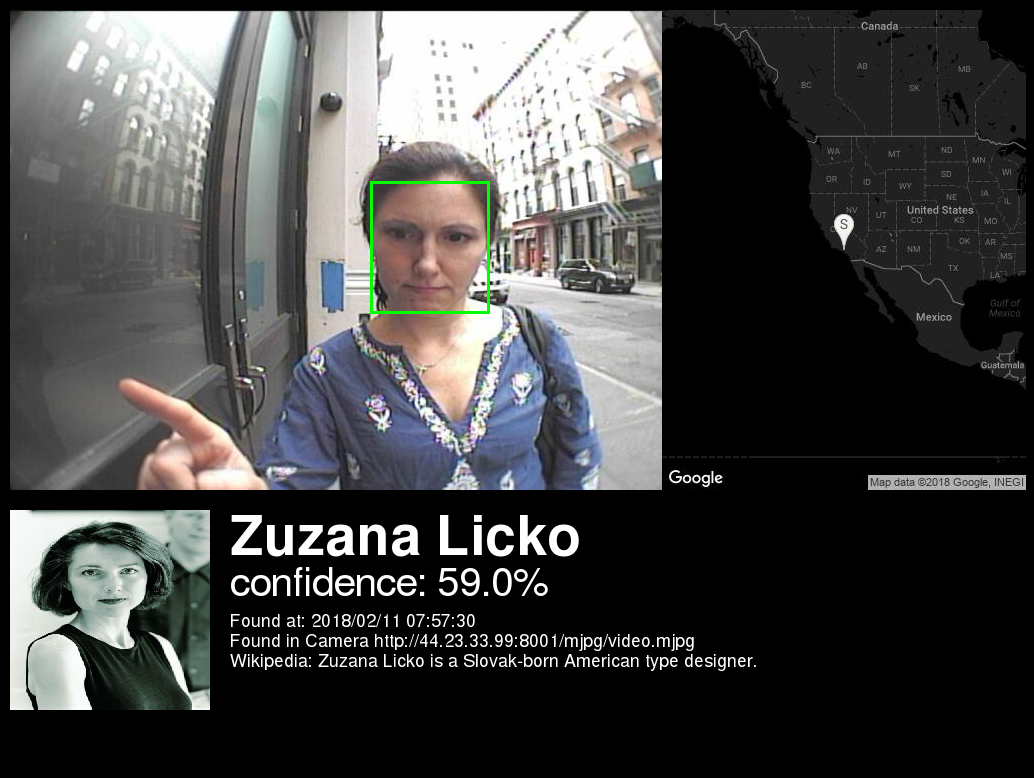 Canada
AB
MB
BC
SK
WA
MT
ND
MN
OR
ID
SD
WI
WY
NE
IA
NV
IL
UT
United States
CO
KS
MO
S
AZ
NM
OK
AR
MS
TX
LA
Gulf of
Mexico
Mexico
Guatemala
Google
Map data ©2018 Google, INEGI
Zuzana Licko
confidence: 59.0%
Found at: 2018/02/11 07:57:30
Found in Camera http://44.23.33.99:8001/mjpg/video.mjpg
Wikipedia: Zuzana Licko is a Slovak-born American type designer.